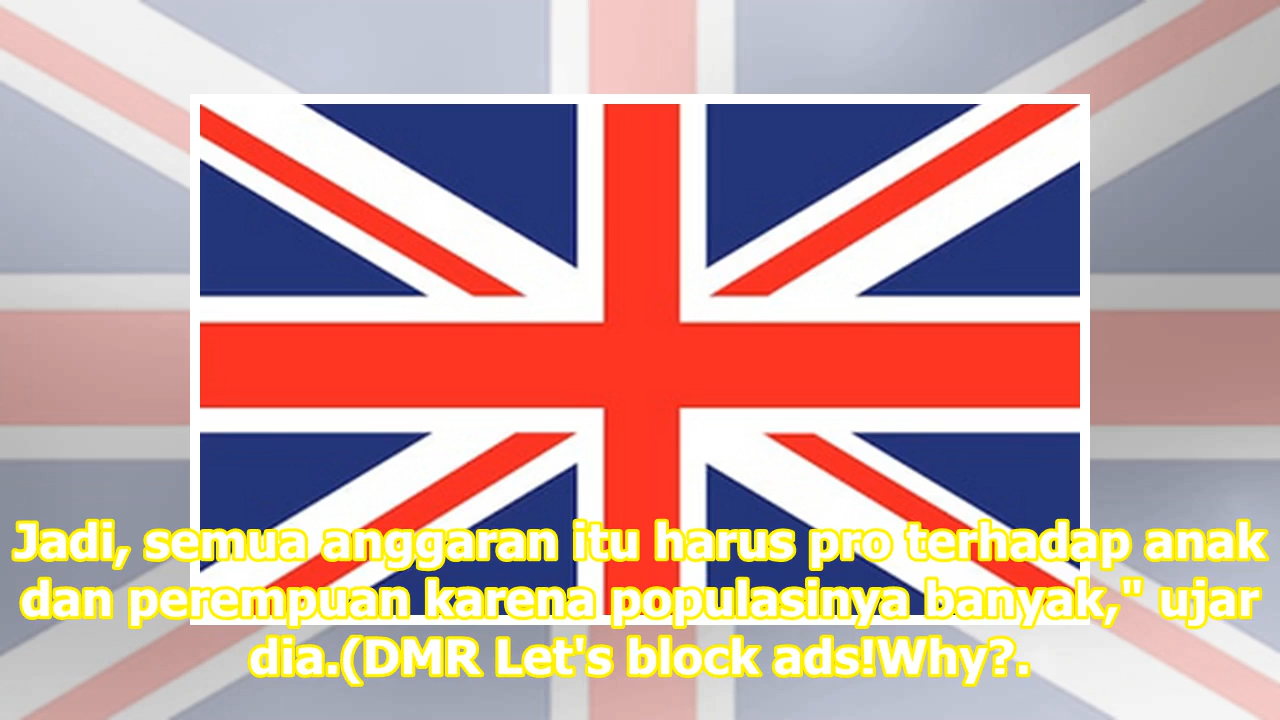 Jadi, semua anggaran itu harus pro terhadap anak
dan perempuan karena populasinya banyak," ujar
dia.(DMR Let's block ads!Why?.